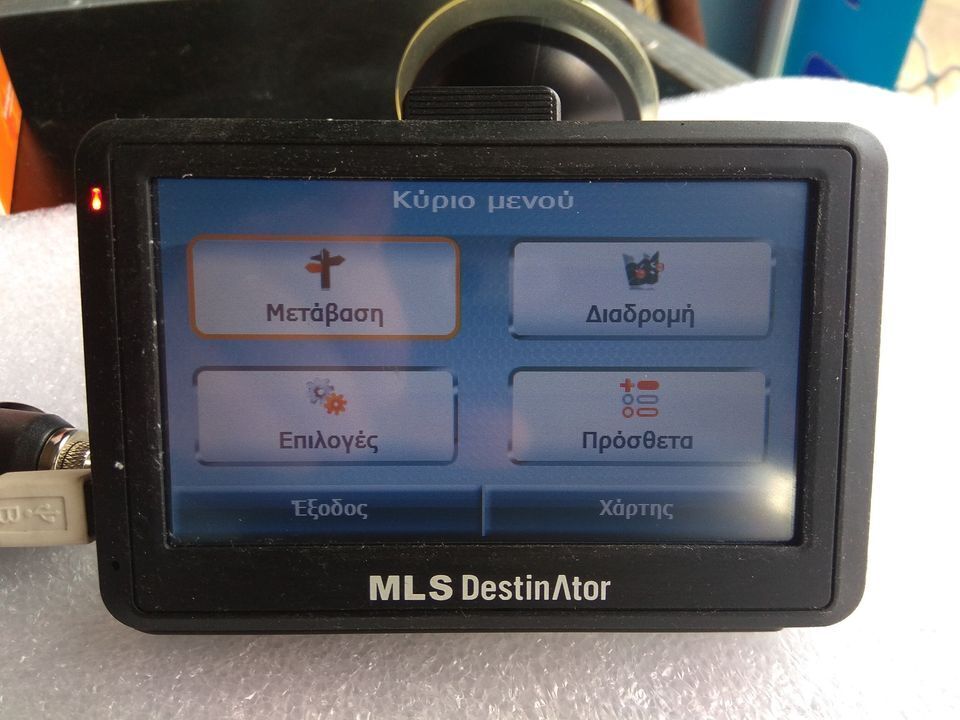 Κύριο μενού
Μετάβαση
Διαδρομή
Επιλογές
Πρόσθετα
Έξοδος
Χάρτης
MLS DestinΛtor